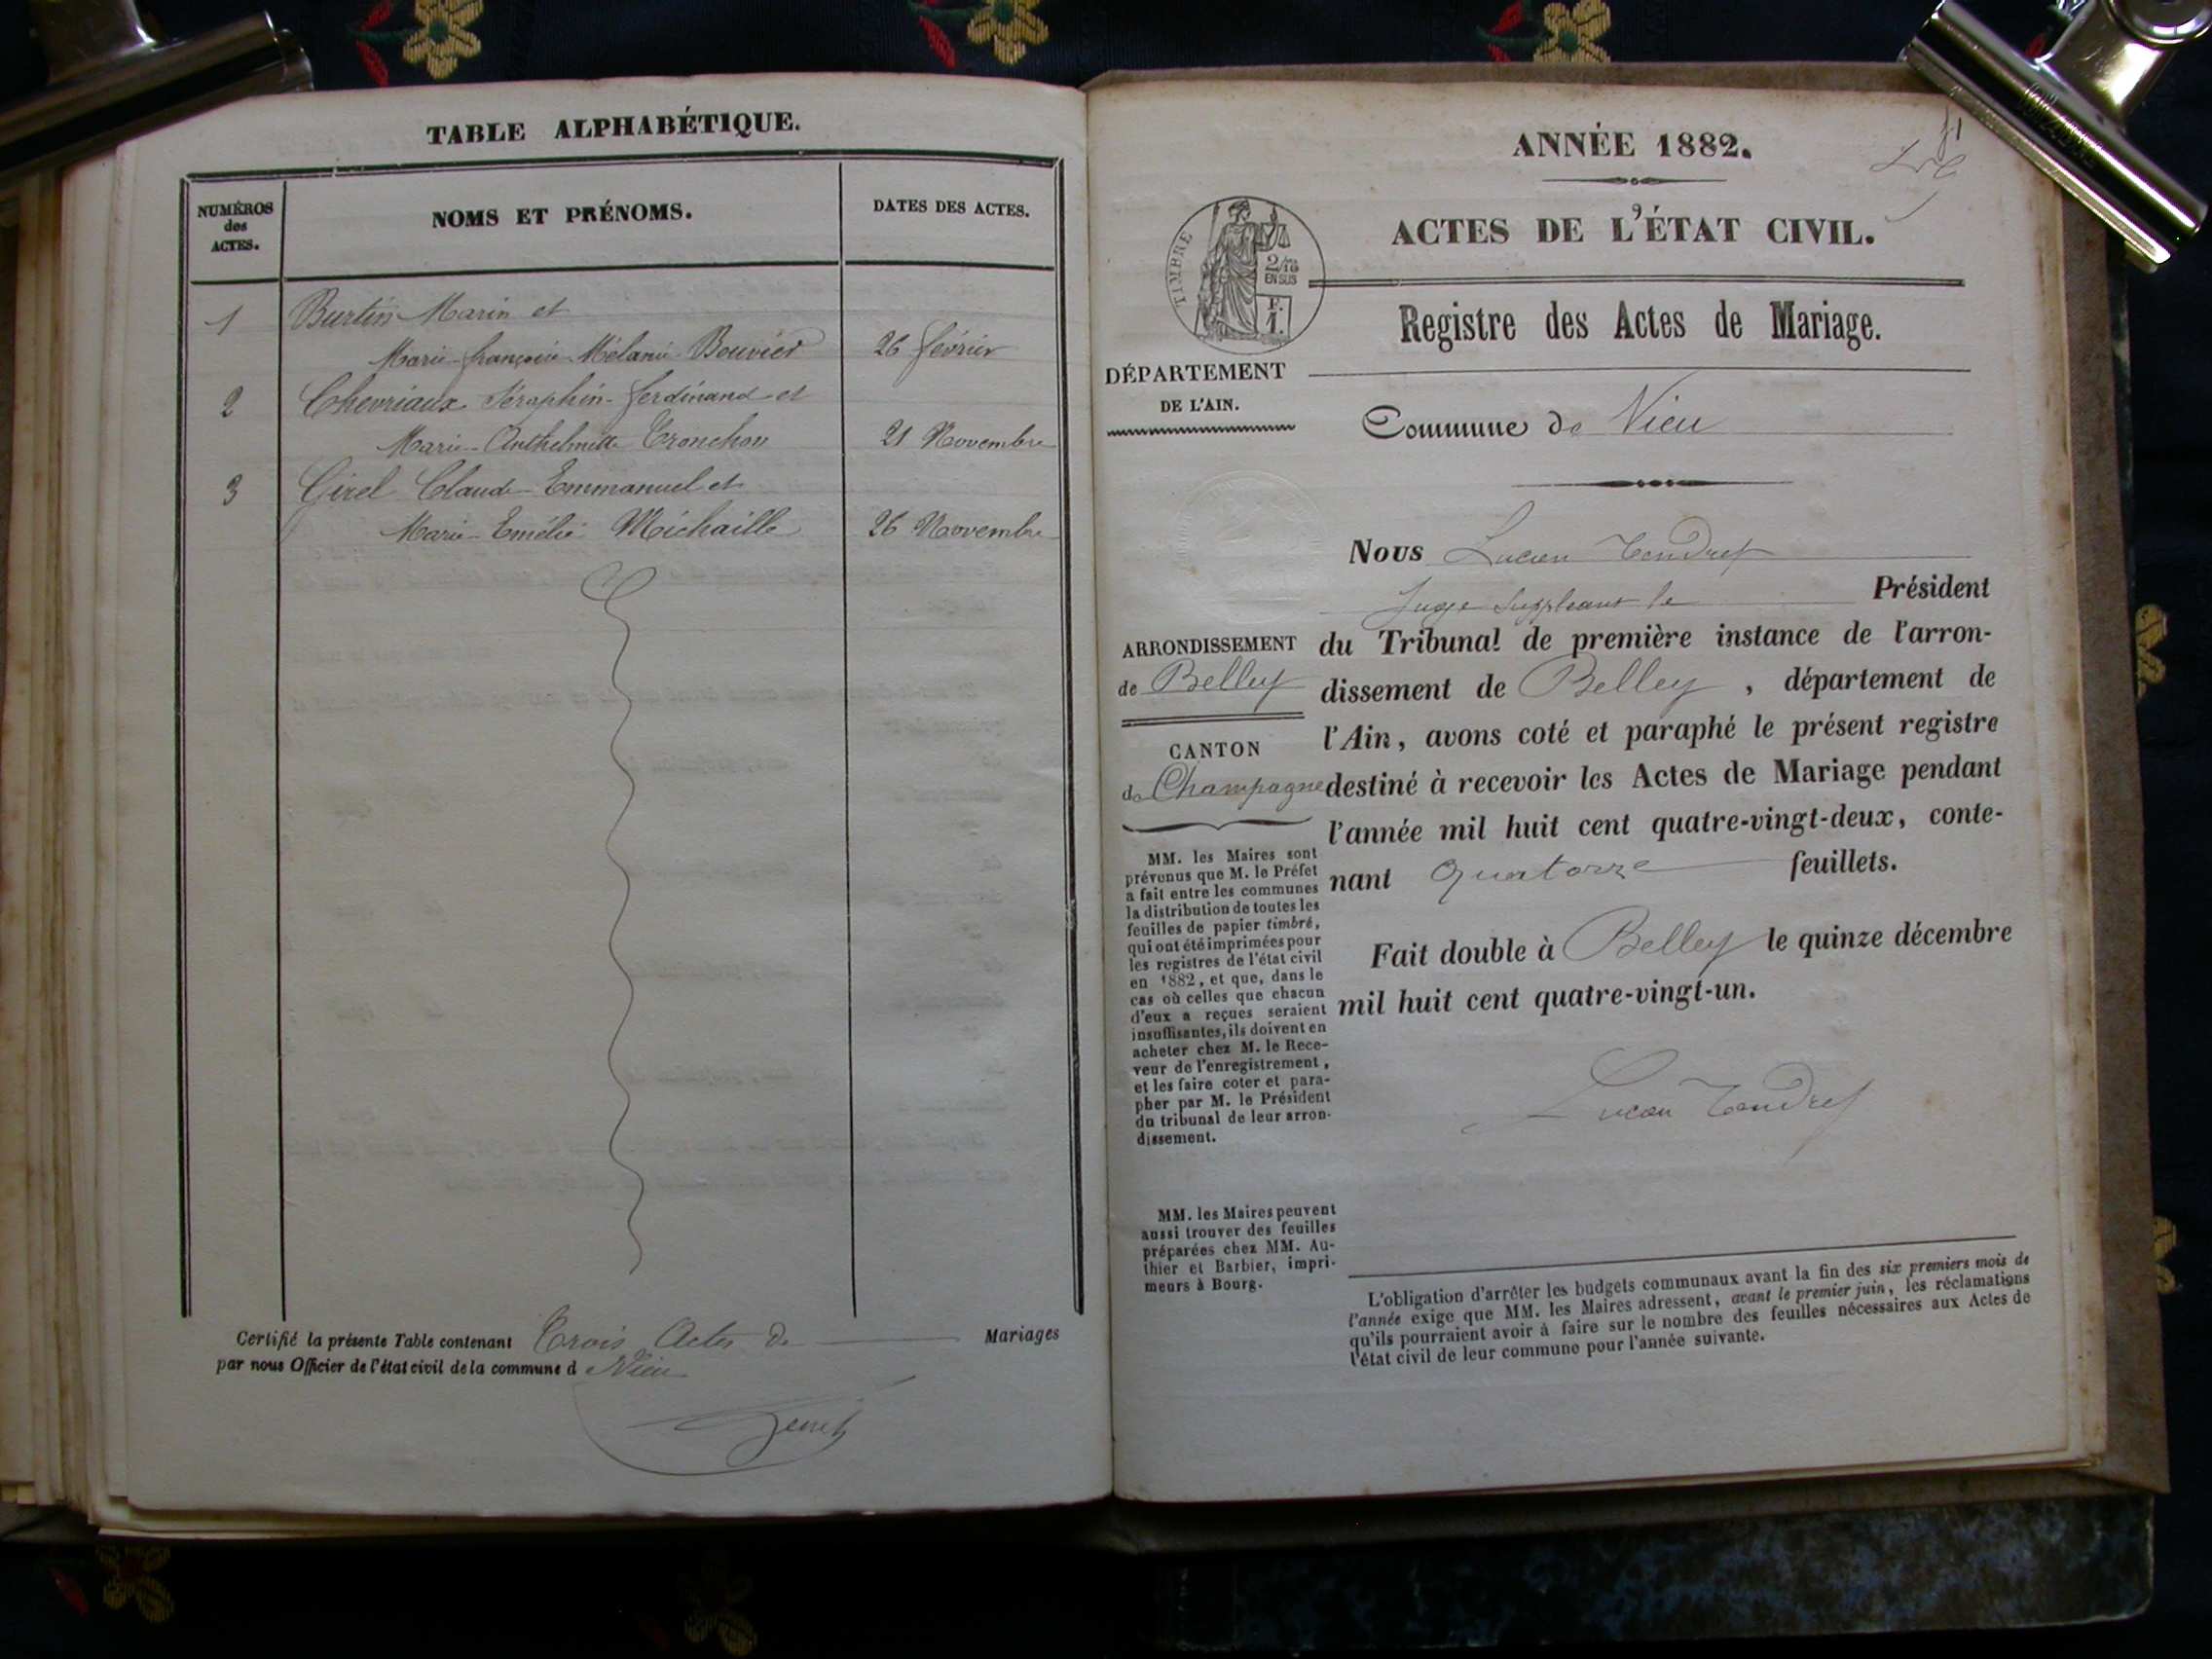 TABLE ALPHABÉTIQUE.
NUMÉROS
des
ACTES.
NOMS ET PRÉNOMS.
DATES DES ACTES.
1 Burtin Marin et
Marie-françoise-Mélanie Bouvier 26 février
2 Chevriaux Séraphin-ferdinand et
Marie-Anthelmette Tronchon 21 Novembre
3 Girel Claude-Emmanuel et
Marie-Emélie Michaille 26 Novembre
Certifié la présente Table contenant Trois Actes de Mariages
par nous Officier de l'état civil de la commune d Vieu
ANNÉE 1882.
ACTES DE L'ÉTAT CIVIL.
TIMBRE
2/10
EN SUS
F.
1.
Registre des Actes de Mariage.
DÉPARTEMENT
DE L'AIN.
Commune de Vieu
Nous Lucien Tendret
Juge Suppléant le Président
du Tribunal de première instance de l'arron-
dissement de Belley, département de
l'Ain, avons coté et paraphé le présent registre
destiné à recevoir les Actes de Mariage pendant
l'année mil huit cent quatre-vingt-deux, conte-
nant quatorze feuillets.
Fait double à Belley le quinze décembre
mil huit cent quatre-vingt-un.
Lucien Tendret
ARRONDISSEMENT
de Belley
CANTON
de Champagne
MM. les Maires sont
prévenus que M. le Préfet
a fait entre les communes
la distribution de toutes les
feuilles de papier timbré,
qui ont été imprimées pour
les registres de l'état civil
en 1882, et que, dans le
cas où celles que chacun
d'eux a reçues seraient
insuffisantes, ils doivent en
acheter chez M. le Rece-
veur de l'enregistrement,
et les faire coter et para-
pher par M. le Président
du tribunal de leur arron-
dissement.
MM. les Maires peuvent
aussi trouver des feuilles
préparées chez MM. Au-
thier et Barbier, impri-
meurs à Bourg.
L'obligation d'arrêter les budgets communaux avant la fin des six premiers mois de
l'année exige que MM. les Maires adressent, avant le premier juin, les réclamations
qu'ils pourraient avoir à faire sur le nombre des feuilles nécessaires aux Actes de
l'état civil de leur commune pour l'année suivante.